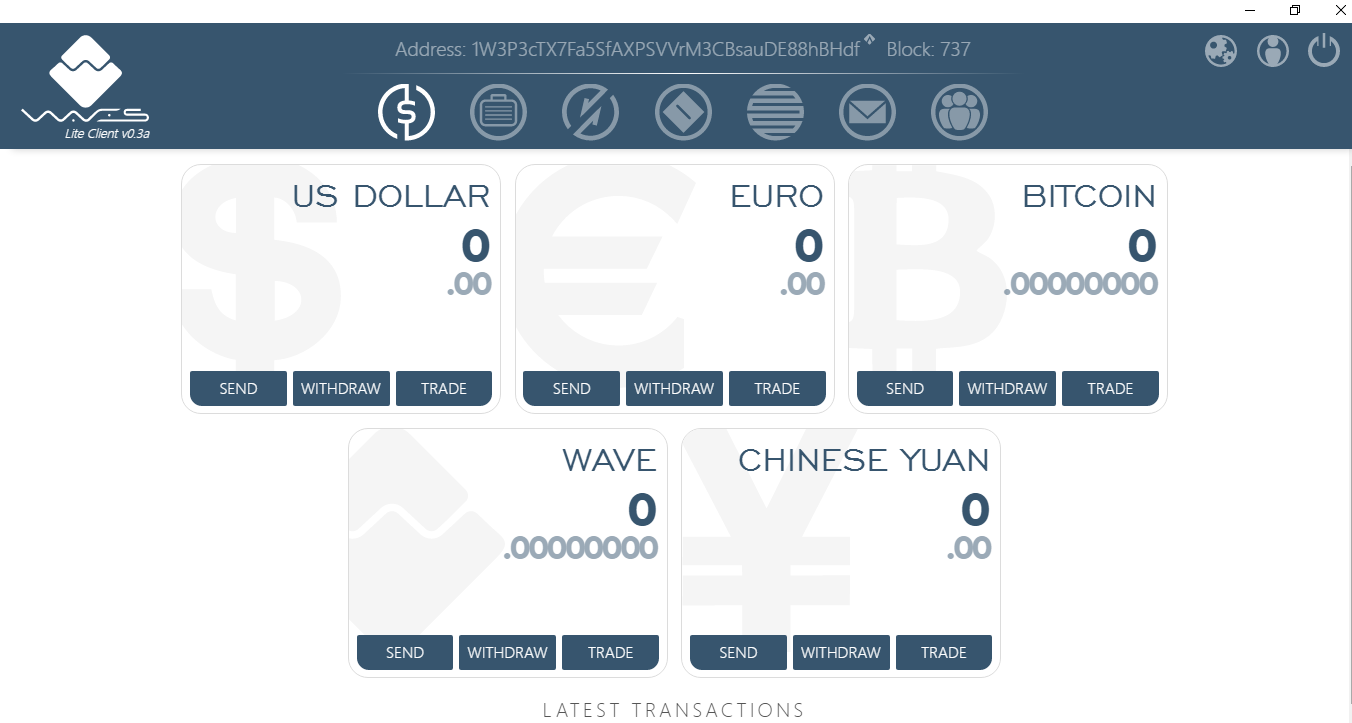 Address: 1W3P3cTX7Fa5SfAXPSVVrM3CBsauDE88hBHdf Block: 737
WAVES
Lite Client v0.3a
US DOLLAR
0
.00
SEND WITHDRAW TRADE
EURO
0
.00
SEND WITHDRAW TRADE
BITCOIN
0
.00000000
SEND WITHDRAW TRADE
WAVE
0
.00000000
SEND WITHDRAW TRADE
CHINESE YUAN
0
.00
SEND WITHDRAW TRADE
LATEST TRANSACTIONS